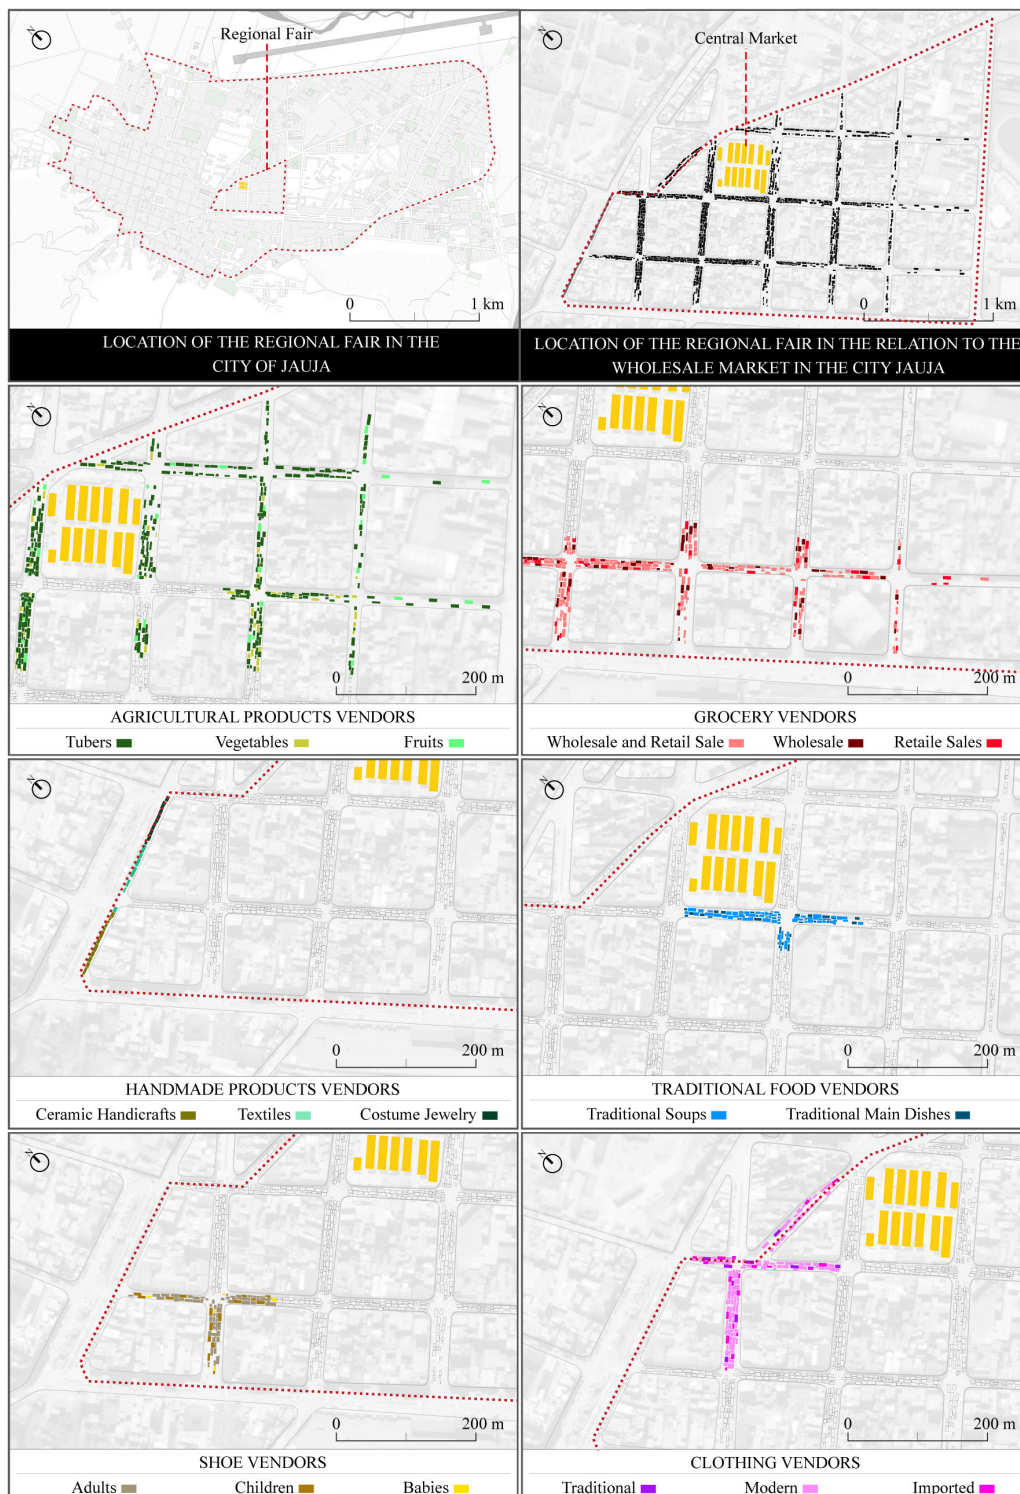 N
Regional Fair
0
1 km
LOCATION OF THE REGIONAL FAIR IN THE
CITY OF JAUJA
N
Central Market
0
1 km
LOCATION OF THE REGIONAL FAIR IN THE RELATION TO THE
WHOLESALE MARKET IN THE CITY JAUJA
N
0
200 m
AGRICULTURAL PRODUCTS VENDORS
Tubers
Vegetables
Fruits
N
0
200 m
GROCERY VENDORS
Wholesale and Retail Sale
Wholesale
Retaile Sales
N
0
200 m
HANDMADE PRODUCTS VENDORS
Ceramic Handicrafts
Textiles
Costume Jewelry
N
0
200 m
TRADITIONAL FOOD VENDORS
Traditional Soups
Traditional Main Dishes
N
0
200 m
SHOE VENDORS
Adults
Children
Babies
N
0
200 m
CLOTHING VENDORS
Traditional
Modern
Imported